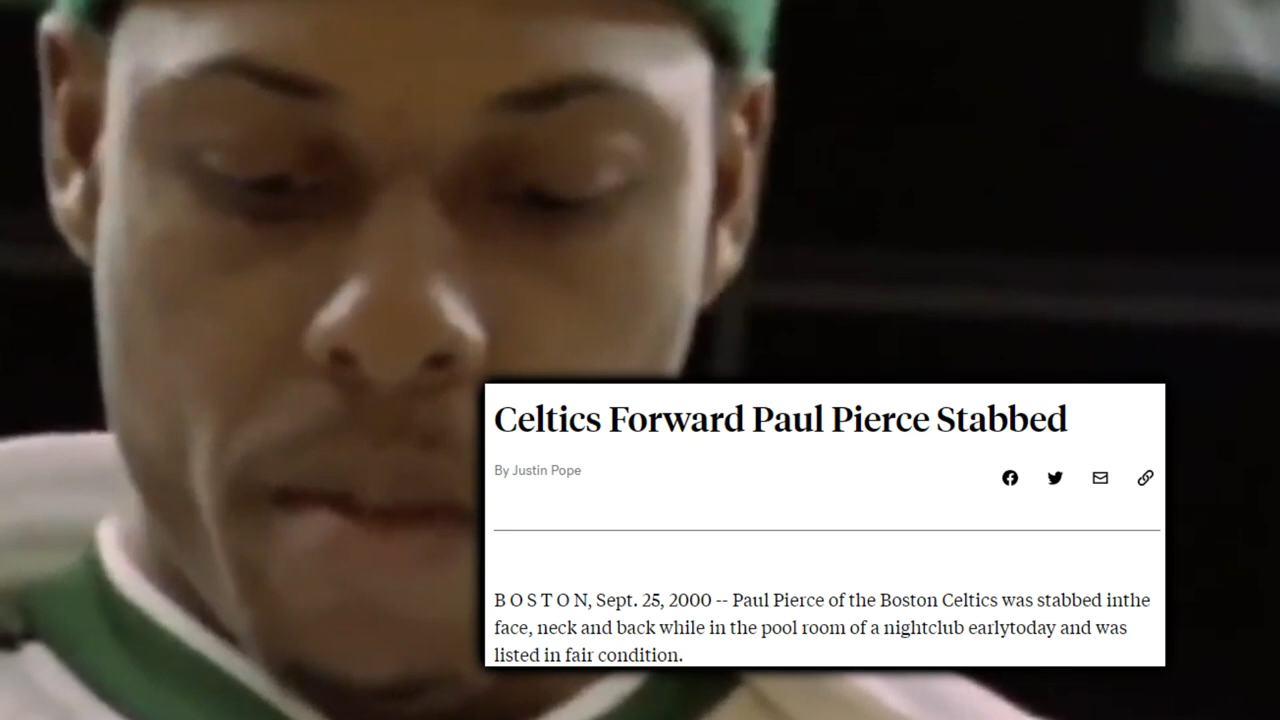 Celtics Forward Paul Pierce Stabbed
By Justin Pope
B O S T O N, Sept. 25, 2000 -- Paul Pierce of the Boston Celtics was stabbed inthe
face, neck and back while in the pool room of a nightclub earlytoday and was
listed in fair condition.